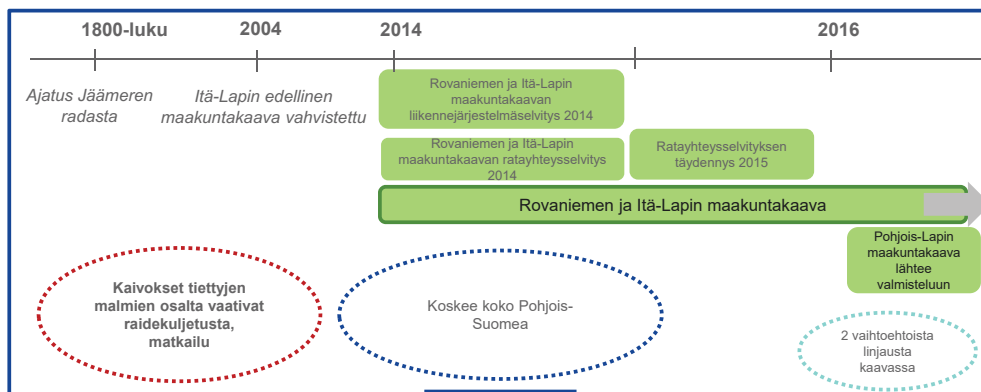 1800-luku
2004
2014
2016
Ajatus Jäämeren
radasta
Itä-Lapin edellinen
maakuntakaava vahvistettu
Rovaniemen ja Itä-Lapin
maakuntakaavan
liikennejärjestelmäselvitys 2014
Rovaniemen ja Itä-Lapin
maakuntakaavan ratayhteysselvitys
2014
Ratayhteysselvityksen
täydennys 2015
Rovaniemen ja Itä-Lapin maakuntakaava
Pohjois-Lapin
maakuntakaava
lähtee
valmisteluun
Kaivokset tiettyjen
malmien osalta vaativat
raidekuljetusta,
matkailu
Koskee koko Pohjois-
Suomea
2 vaihtoehtoista
linjausta
kaavassa